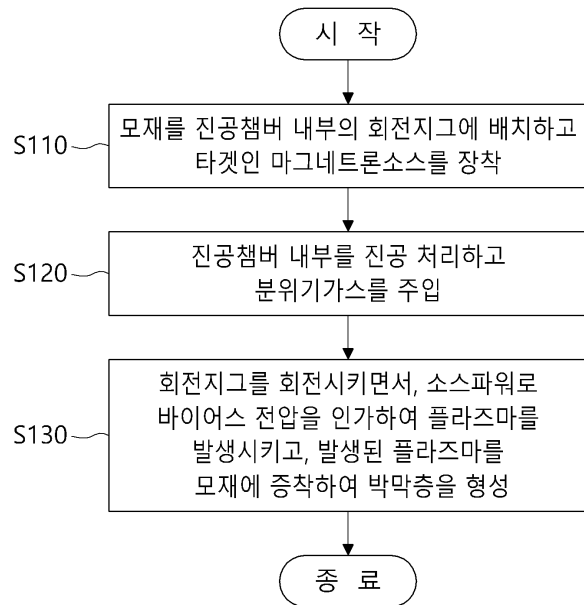 시 작
S110
모재를 진공챔버 내부의 회전지그에 배치하고
타겟인 마그네트론소스를 장착
S120
진공챔버 내부를 진공 처리하고
분위기가스를 주입
S130
회전지그를 회전시키면서, 소스파워로
바이어스 전압을 인가하여 플라즈마를
발생시키고, 발생된 플라즈마를
모재에 증착하여 박막층을 형성
종 료